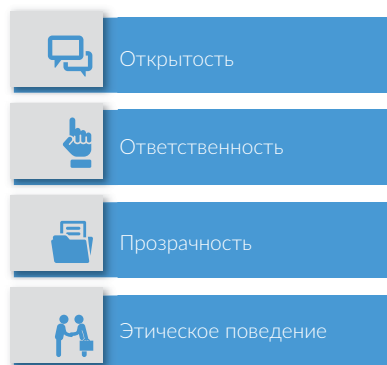 Открытость
Ответственность
Прозрачность
Этическое поведение